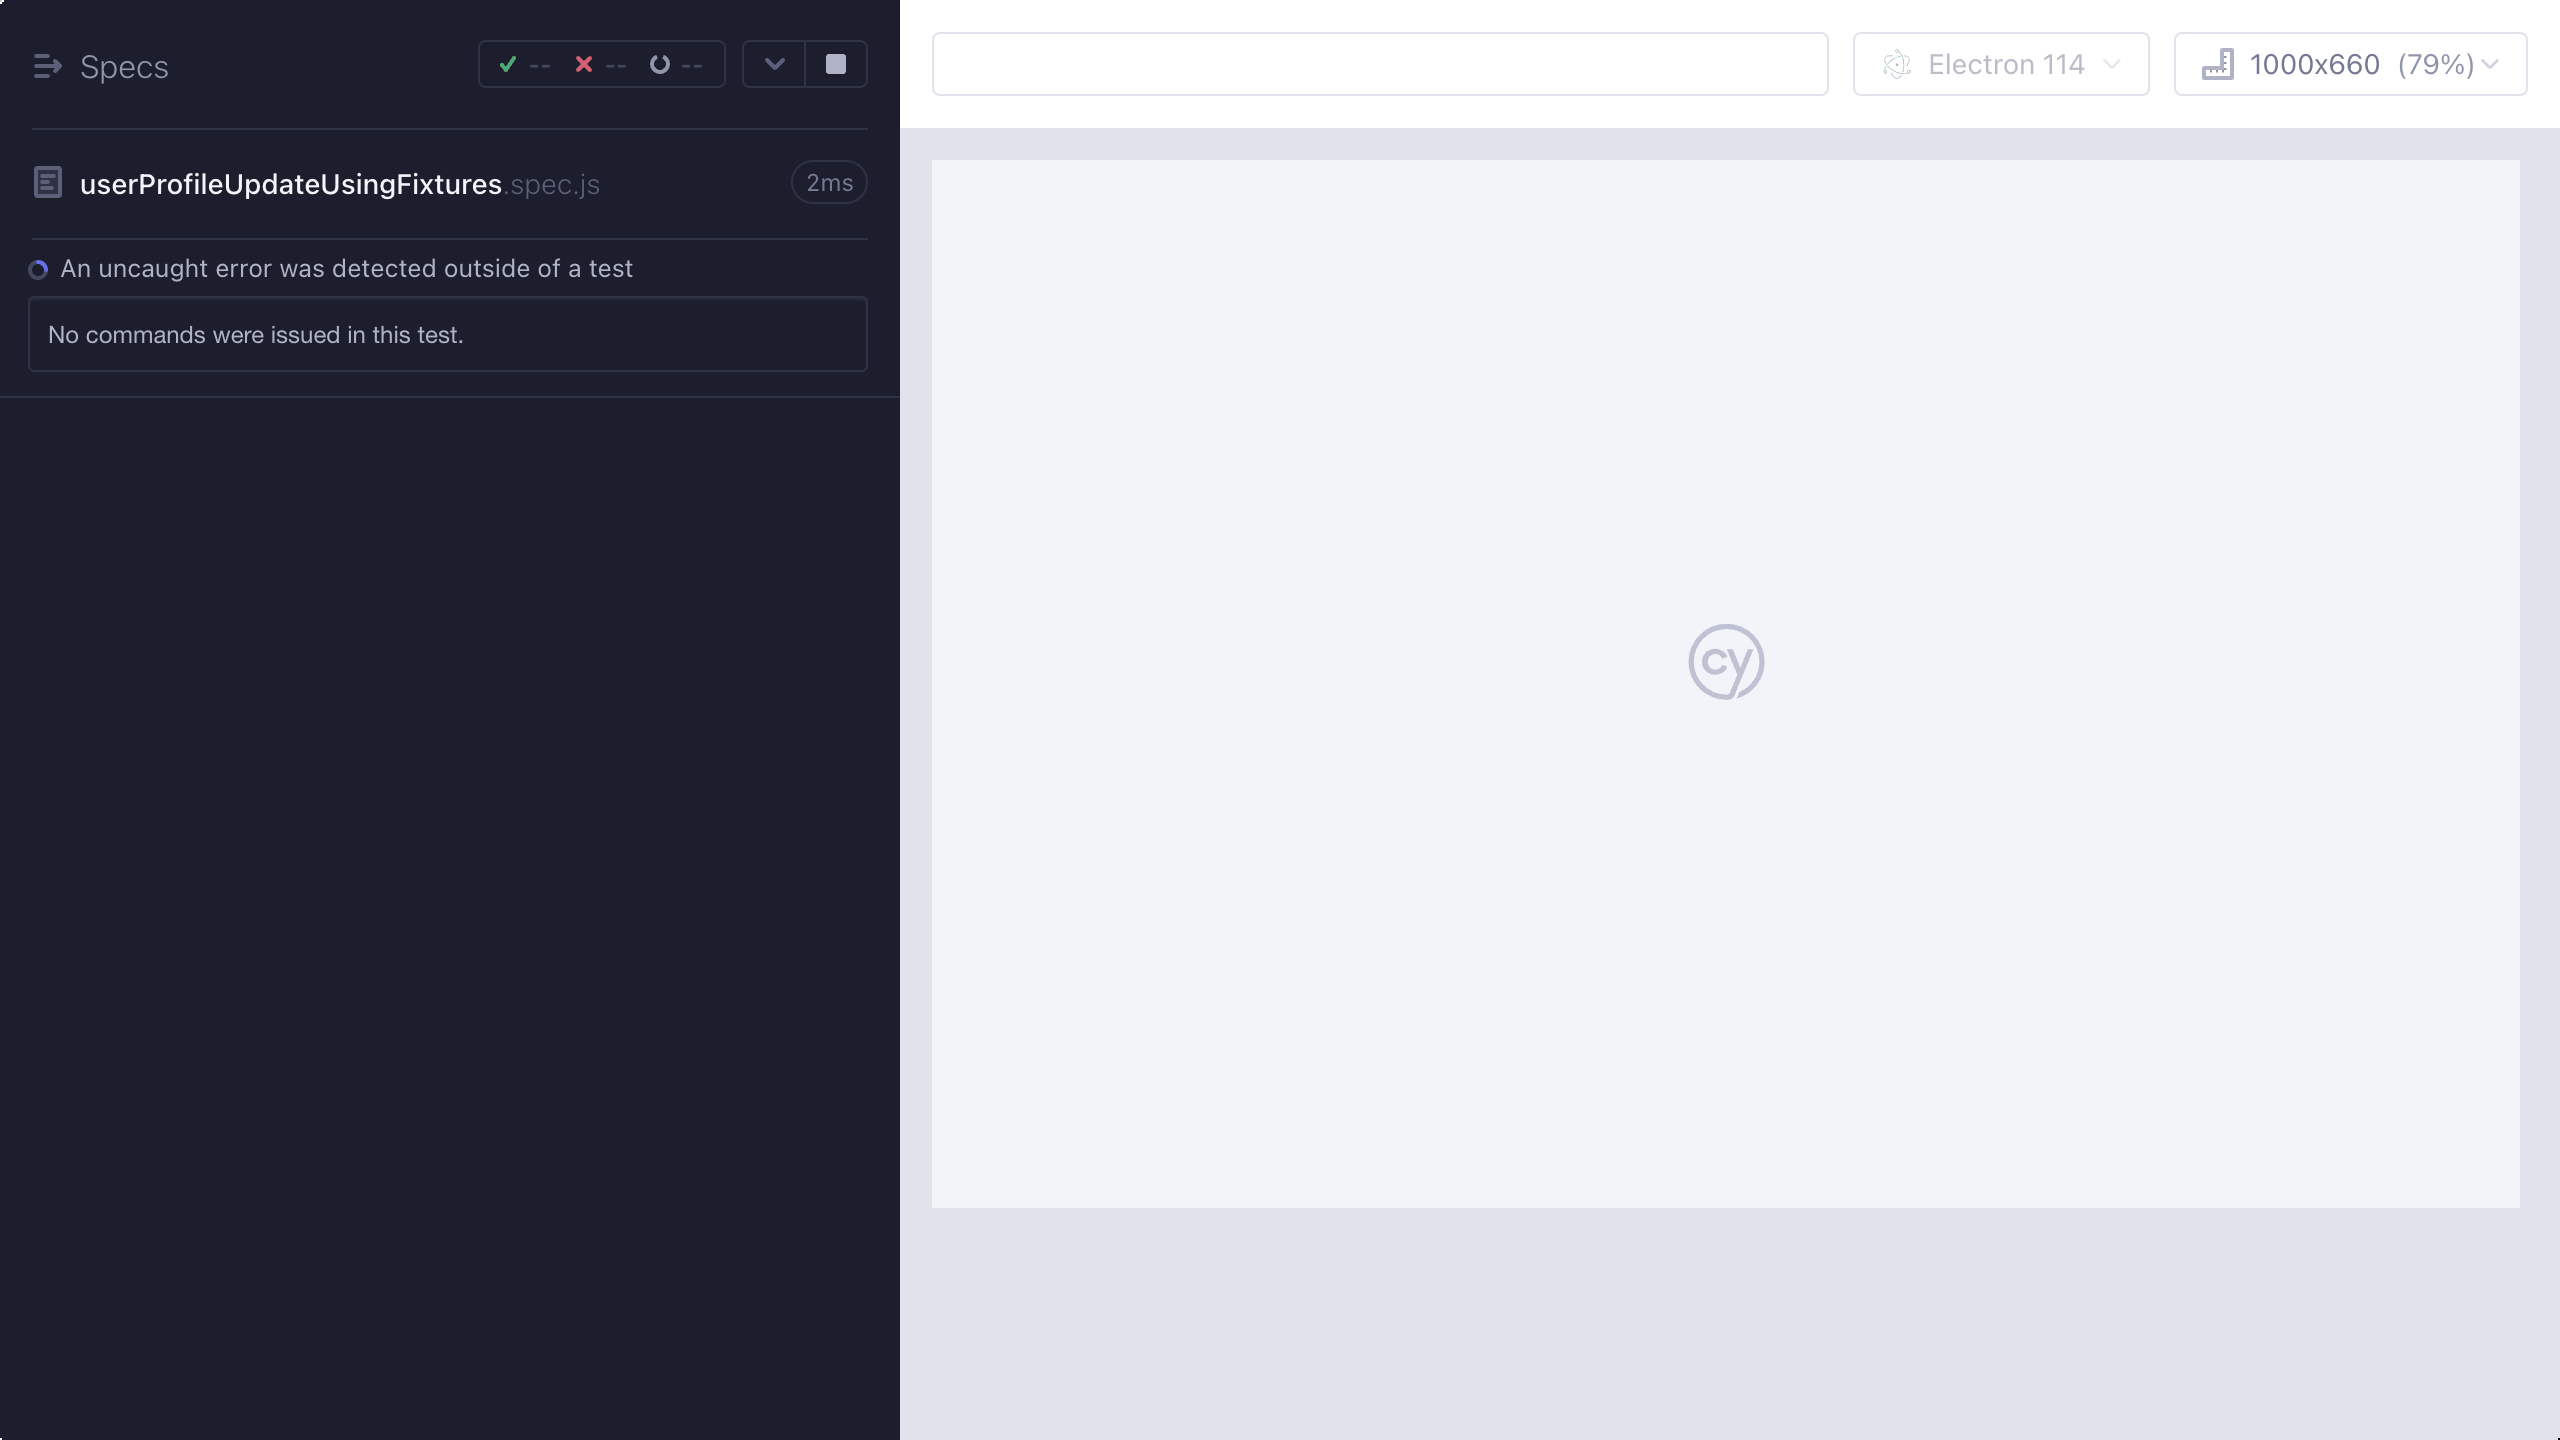 Specs
--
--
--
userProfileUpdateUsingFixtures.spec.js
2ms
An uncaught error was detected outside of a test
No commands were issued in this test.
Electron 114
1000x660 (79%)
cy